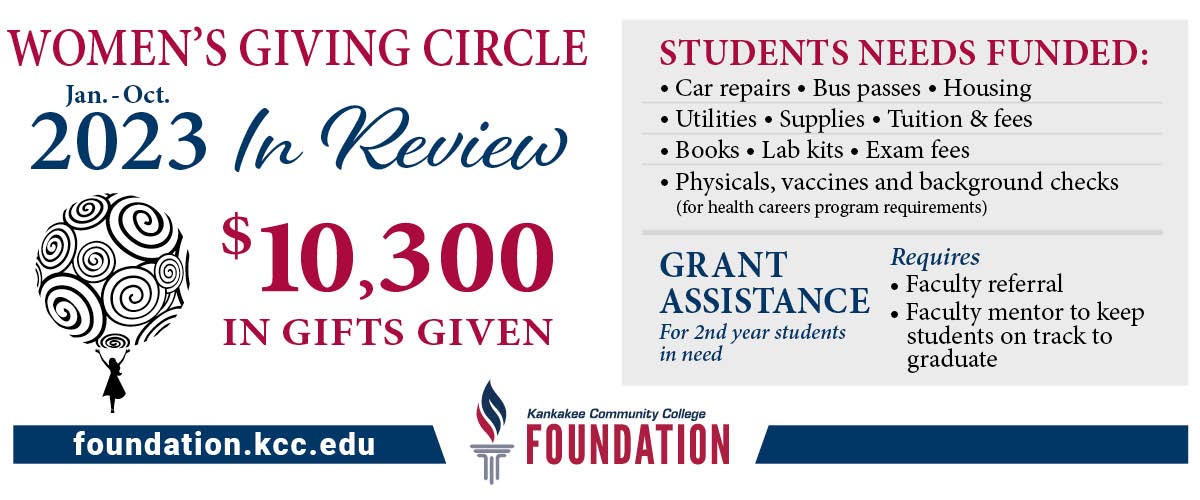 WOMEN'S GIVING CIRCLE
Jan. - Oct.
2023 In Review
$10,300
IN GIFTS GIVEN
STUDENTS NEEDS FUNDED:
• Car repairs • Bus passes • Housing
• Utilities • Supplies • Tuition & fees
• Books • Lab kits • Exam fees
• Physicals, vaccines and background checks
(for health careers program requirements)
GRANT
ASSISTANCE
For 2nd year students
in need
Requires
• Faculty referral
• Faculty mentor to keep
students on track to
graduate
foundation.kcc.edu
Kankakee Community College
FOUNDATION